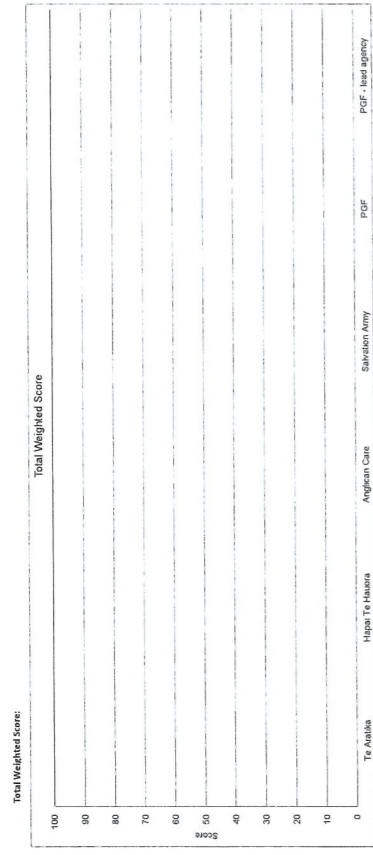 Total Weighted Score:
Total Weighted Score
100
90
80
70
60
50
40
30
20
10
0
Score
Te Aratika
Hapai Te Hauora
Anglican Care
Salvation Army
PGF
PGF - lead agency